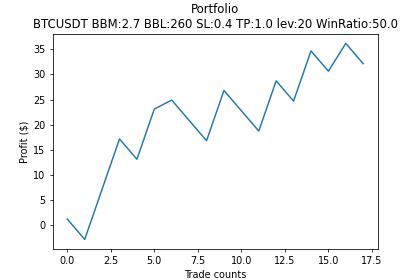 Portfolio
BTCUSDT BBM:2.7 BBL:260 SL:0.4 TP:1.0 lev:20 WinRatio:50.0
Profit ($)
35
30
25
20
15
10
5
0
0.0 2.5 5.0 7.5 10.0 12.5 15.0 17.5
Trade counts